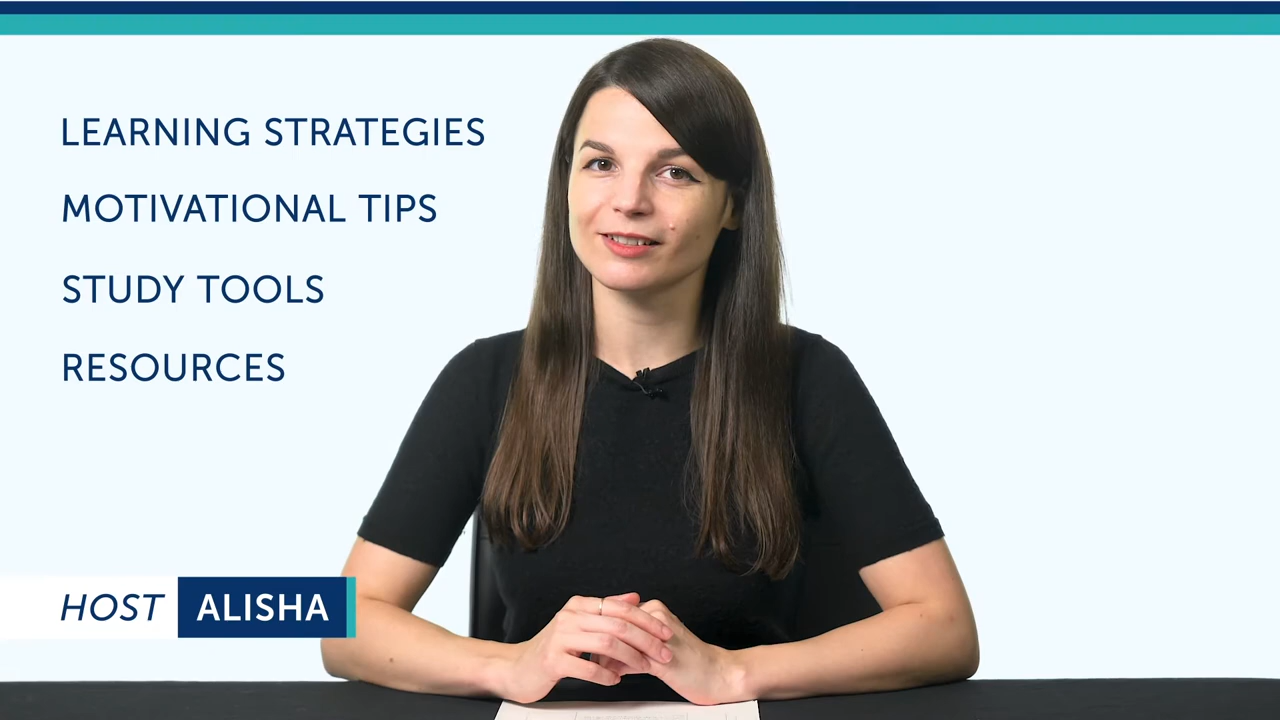 LEARNING STRATEGIES
MOTIVATIONAL TIPS
STUDY TOOLS
RESOURCES
HOST ALISHA